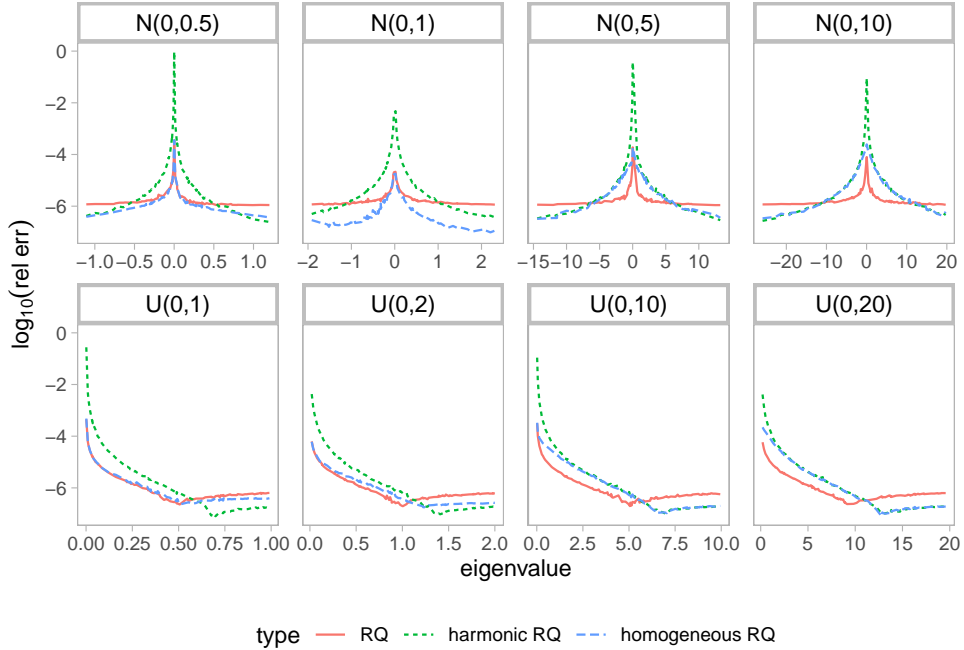 N(0,0.5) N(0,1) N(0,5) N(0,10)
0
−2
−4
−6
−1.0 −0.5 0.0 0.5 1.0 −2 −1 0 1 2 −15 −10 −5 0 5 10 −20 −10 0 10 20
log10(rel err)
U(0,1) U(0,2) U(0,10) U(0,20)
0
−2
−4
−6
0.00 0.25 0.50 0.75 1.00 0.0 0.5 1.0 1.5 2.0 0.0 2.5 5.0 7.5 10.0 0 5 10 15 20
eigenvalue
type RQ harmonic RQ homogeneous RQ